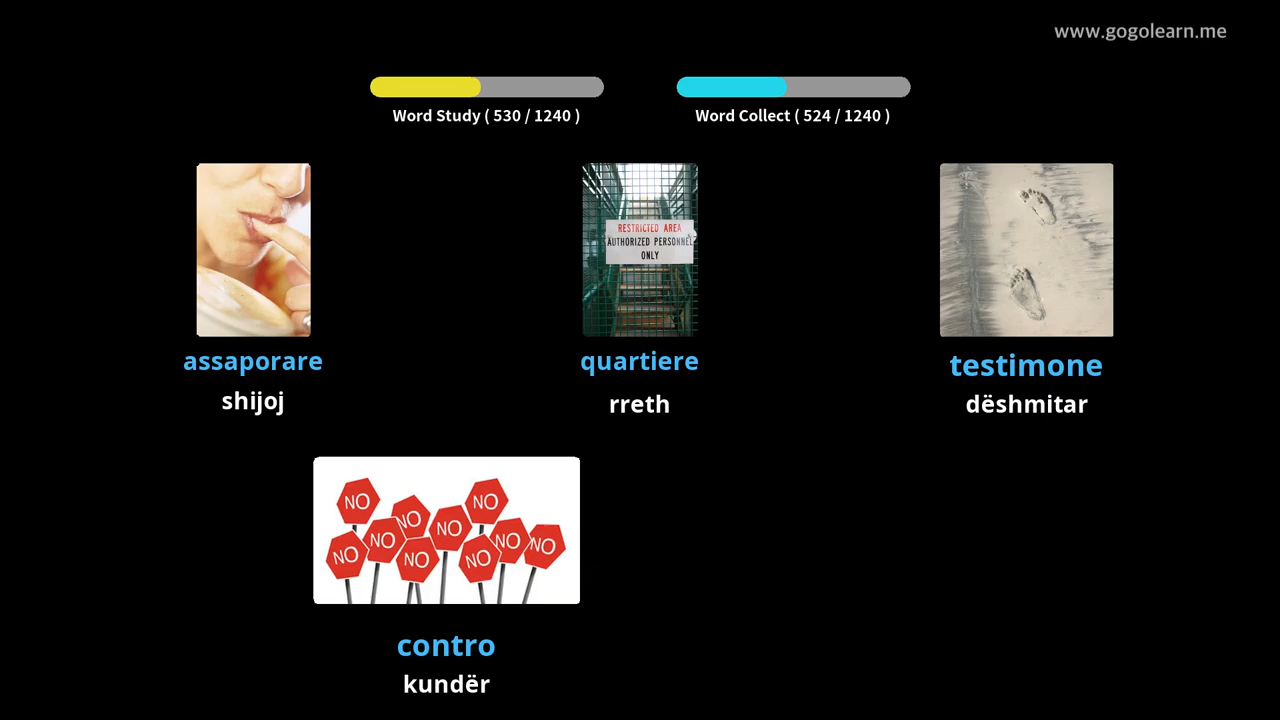 www.gogolearn.me
Word Study ( 530 / 1240 )
Word Collect ( 524 / 1240 )
RESTRICTED AREA
AUTHORIZED PERSONNEL
ONLY
assaporare
quartiere
testimone
shijoj
rreth
dëshmitar
NO
NO
NO
NO
NO
NO
NO
NO
NO
NO
contro
kundër